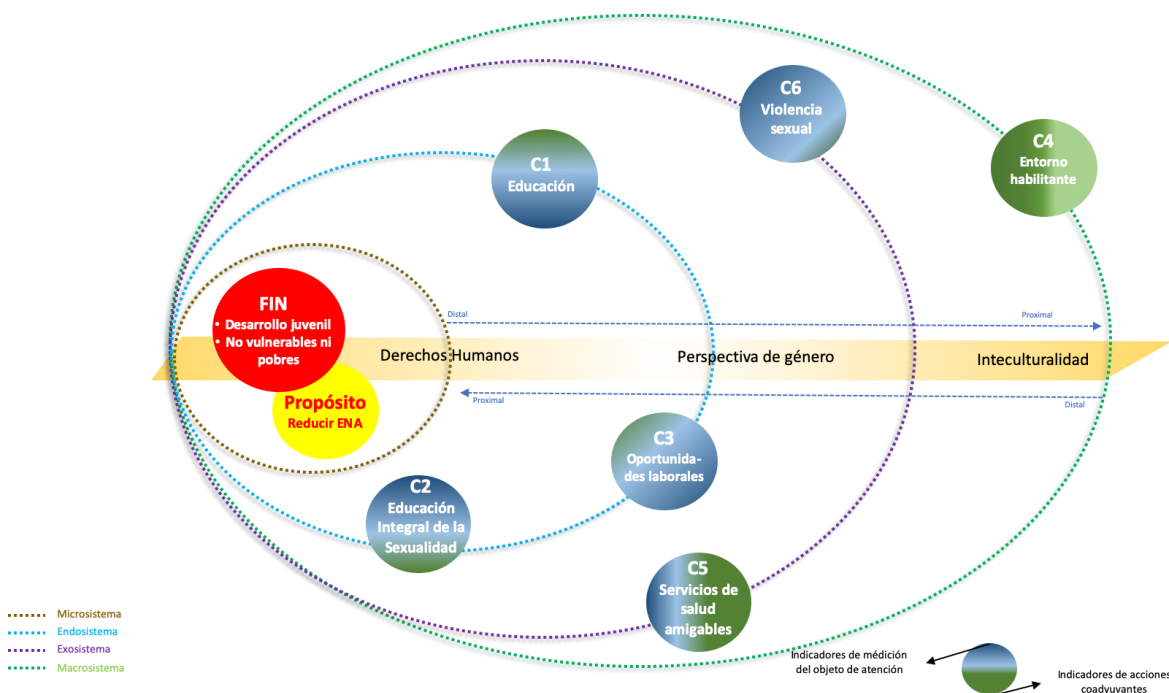 C6
Violencia
sexual
C4
Entorno
habilitante
C1
Educación
FIN
• Desarrollo juvenil
• No vulnerables ni
pobres
Distal
Proximal
Derechos Humanos
Perspectiva de género
Inteculturalidad
Proximal
Distal
Propósito
Reducir ENA
C3
Oportunida-
des laborales
C2
Educación
Integral de la
Sexualidad
C5
Servicios de
salud
amigables
Microsistema
Endosistema
Exosistema
Macrosistema
Indicadores de médición
del objeto de atención
Indicadores de acciones
coadyuvantes